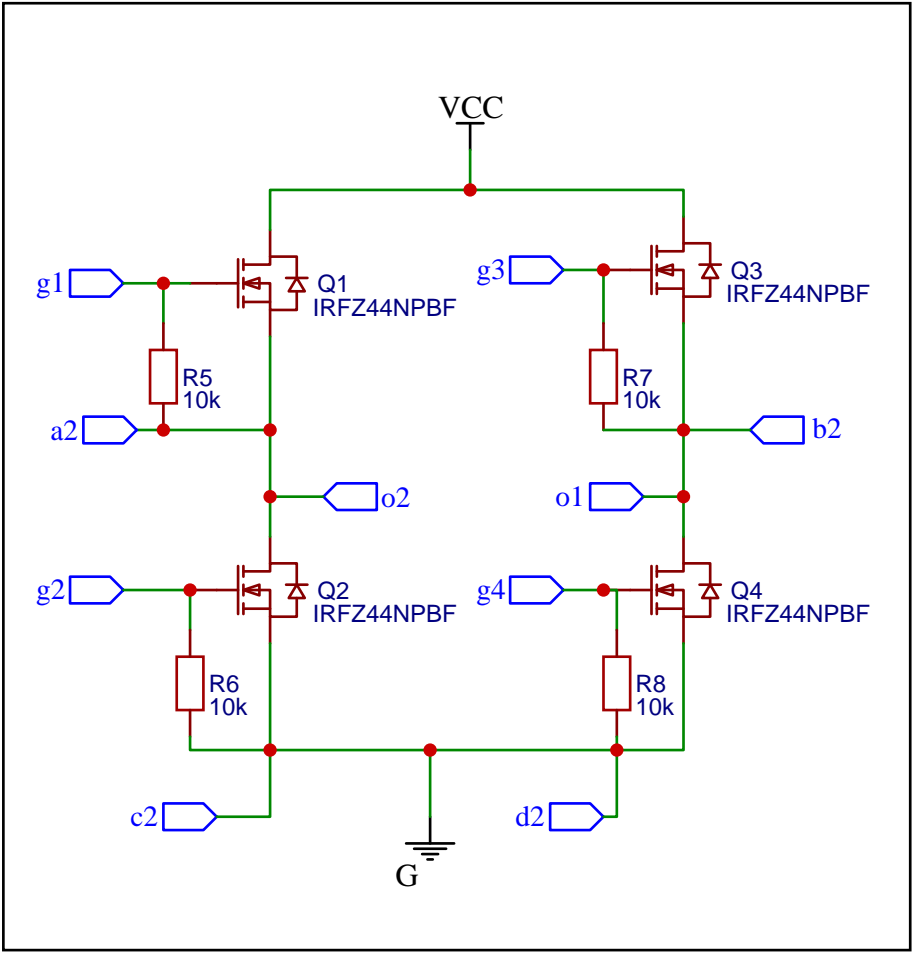 VCC
g1
Q1
IRFZ44NPBF
g3
Q3
IRFZ44NPBF
R5
10k
R7
10k
a2
b2
o2
o1
g2
Q2
IRFZ44NPBF
g4
Q4
IRFZ44NPBF
R6
10k
R8
10k
c2
d2
G